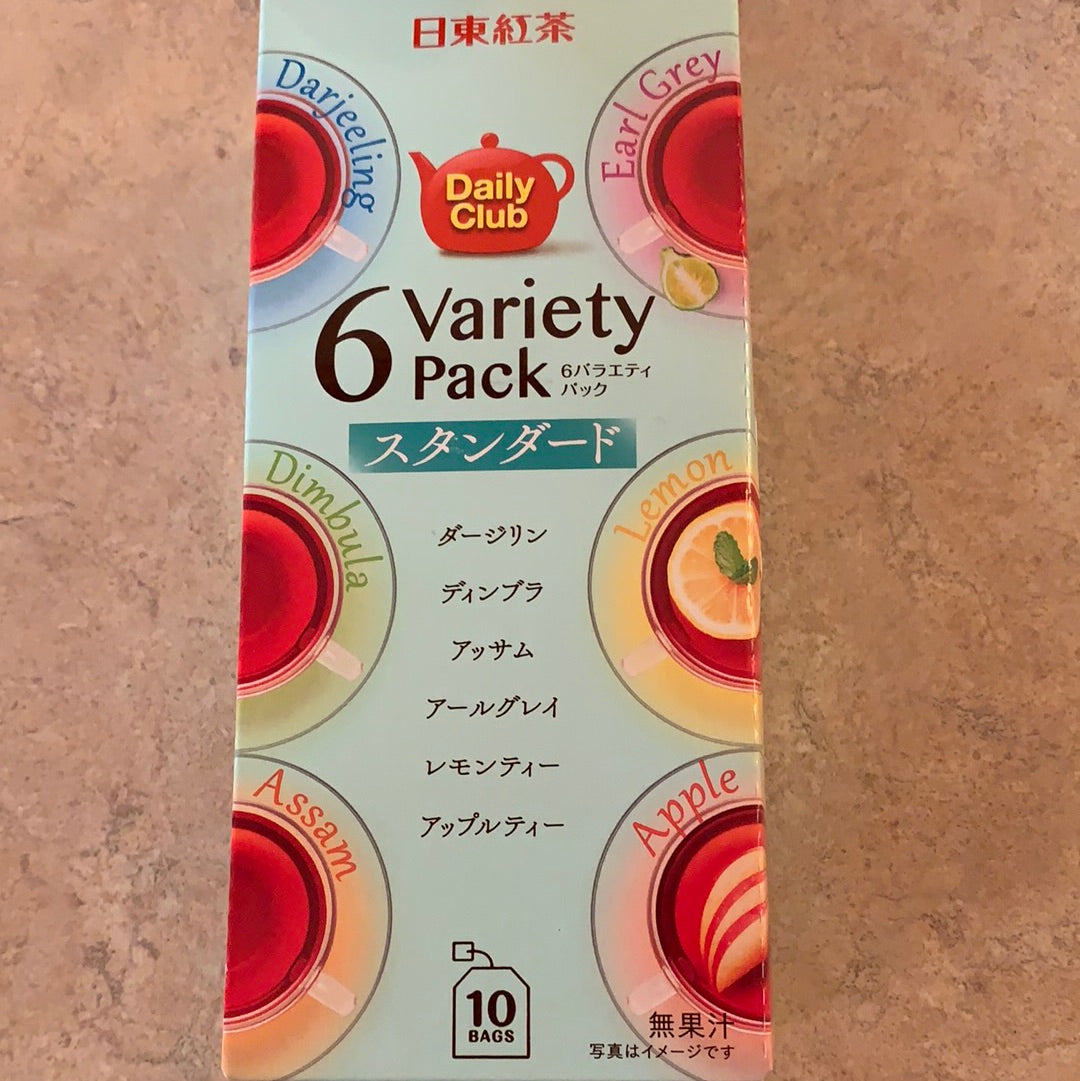 日東紅茶
Darjeeling
Earl Grey
Daily
Club
6 Variety
Pack
6バラエティ
パック
スタンダード
Dimbula
Lemon
ダージリン
ディンブラ
アッサム
アールグレイ
レモンティー
アップルティー
Assam
Apple
10
BAGS
無果汁
写真はイメージです